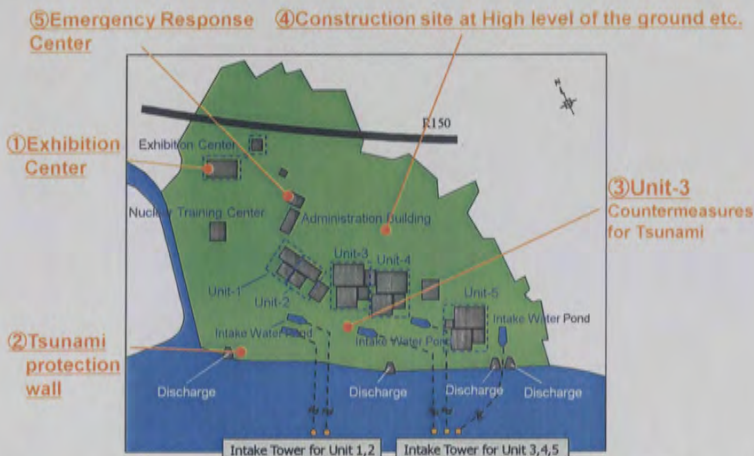 ⑤Emergency Response
Center
④Construction site at High level of the ground etc.
N
R150
①Exhibition
Center
Exhibition Center
③Unit-3
Countermeasures
for Tsunami
Nuclear Training Center
Administration Building
Unit-3
Unit-4
Unit-1
Unit-2
Unit-5
Intake Water Pond
Intake Water Pond
Intake Water Pond
②Tsunami
protection
wall
Discharge
Discharge
Discharge
Discharge
Intake Tower for Unit 1,2
Intake Tower for Unit 3,4,5